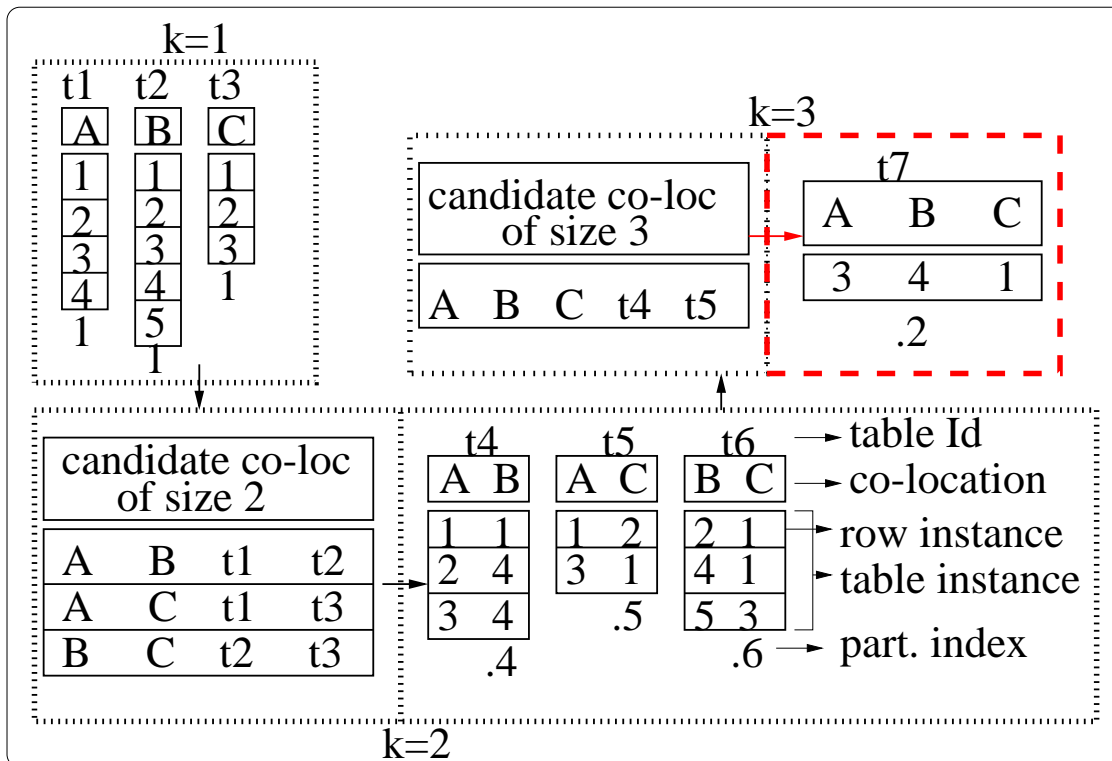 k=1
t1 t2 t3
A B C
1 1 1
2 2 2
3 3 3
4 4 1
1 5
1
k=3
candidate co-loc
of size 3
A B C t4 t5
t7
A B C
3 4 1
.2
candidate co-loc
of size 2
A B t1 t2
A C t1 t3
B C t2 t3
t4 t5 t6 table Id
A B A C B C co-location
1 1 1 2 2 1 row instance
2 4 3 1 4 1 table instance
3 4 .5 5 3
.4 .6 part. index
k=2